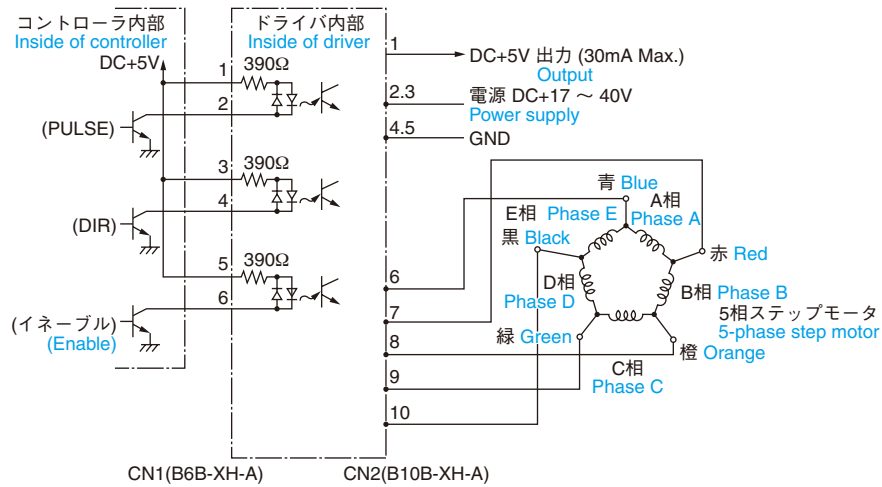 コントローラ内部
Inside of controller
DC+5V
ドライバ内部
Inside of driver
1
390Ω
2
(PULSE)
3
390Ω
4
(DIR)
5
390Ω
6
(イネーブル)
(Enable)
1
DC+5V 出力 (30mA Max.)
Output
2.3
電源 DC+17 ～ 40V
Power supply
4.5
GND
青 Blue
A相
Phase A
E相 Phase E
黒 Black
赤 Red
D相
Phase D
B相 Phase B
5相ステップモータ
5-phase step motor
緑 Green
橙 Orange
C相
Phase C
6
7
8
9
10
CN1(B6B-XH-A)
CN2(B10B-XH-A)